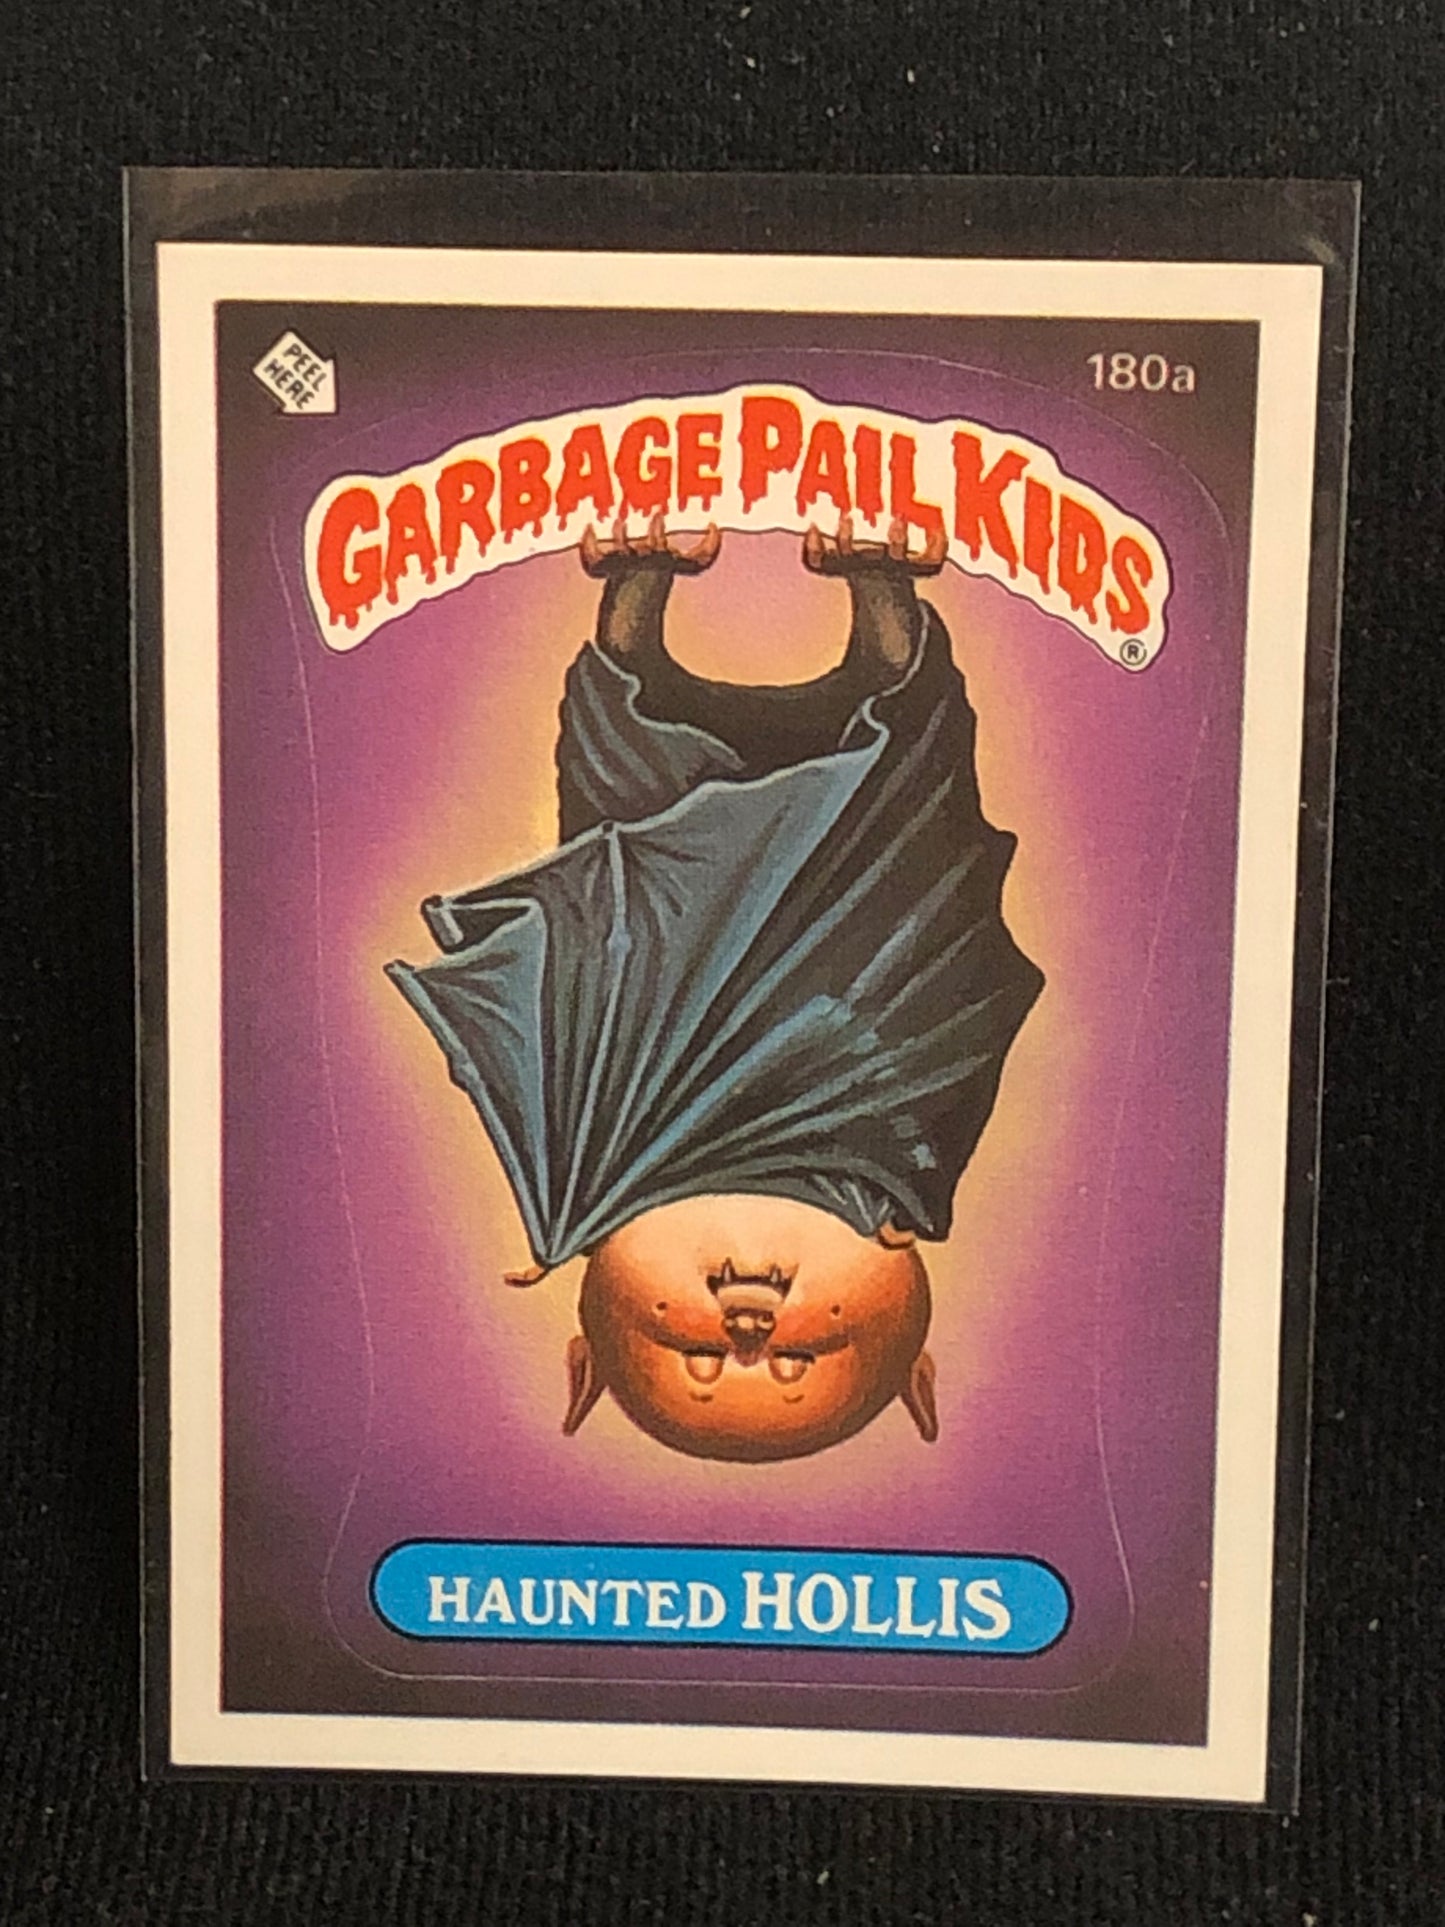 PEEL
HERE
180a
GARBAGE PAIL KIDS
®
HAUNTED HOLLIS